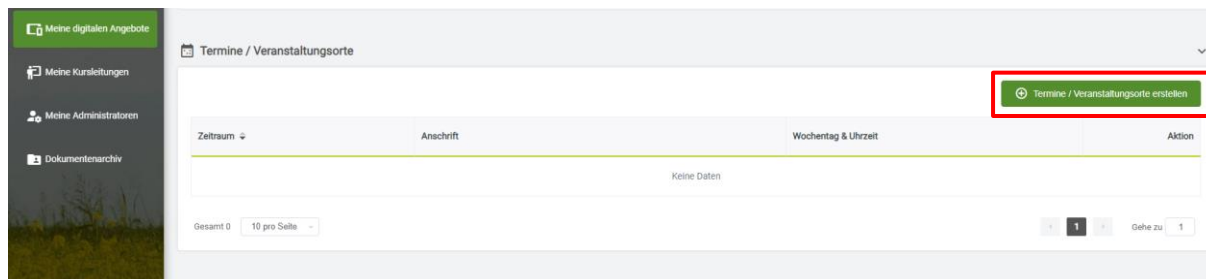 Meine digitalen Angebote
Meine Kursleitungen
Meine Administratoren
Dokumentenarchiv
Termine / Veranstaltungsorte
Termine / Veranstaltungsorte erstellen
Zeitraum Anschrift Wochentag & Uhrzeit Aktion
Keine Daten
Gesamt 0 10 pro Seite 1 Gehe zu 1